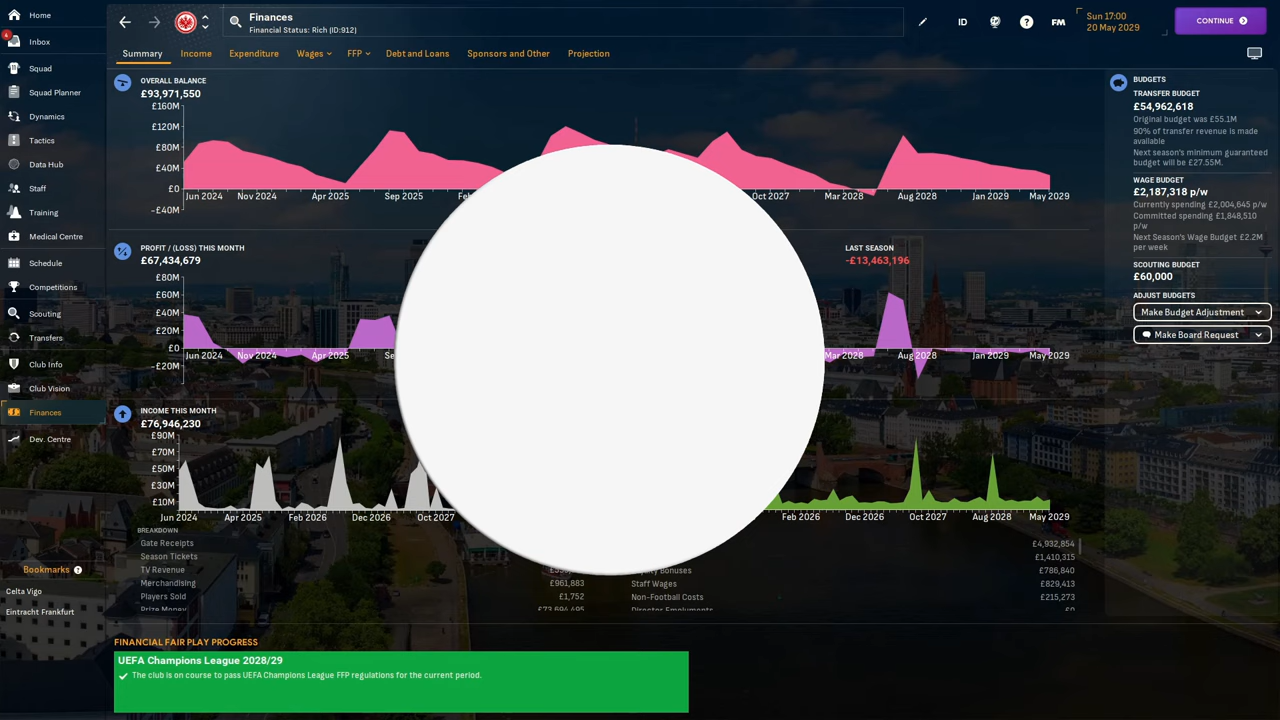 Home
4
Inbox
Squad
Squad Planner
Dynamics
Tactics
Data Hub
Staff
Training
Medical Centre
Schedule
Competitions
Scouting
Transfers
Club Info
Club Vision
Finances
Dev. Centre
Bookmarks ?
Celta Vigo
Eintracht Frankfurt
Finances
Financial Status: Rich (ID:912)
ID
?
FM
Sun 17:00
20 May 2029
CONTINUE
Summary Income Expenditure Wages FFP Debt and Loans Sponsors and Other Projection
OVERALL BALANCE
£93,971,550
£160M
£120M
£80M
£40M
£0
-£40M
Jun 2024 Nov 2024 Apr 2025 Sep 2025 Oct 2027 Mar 2028 Aug 2028 Jan 2029 May 2029
PROFIT / (LOSS) THIS MONTH
£67,434,679
LAST SEASON
-£13,463,196
£80M
£60M
£40M
£20M
£0
-£20M
Jun 2024 Nov 2024 Apr 2025 Mar 2028 Aug 2028 Jan 2029 May 2029
INCOME THIS MONTH
£76,946,230
£90M
£70M
£50M
£30M
£10M
Jun 2024 Apr 2025 Feb 2026 Dec 2026 Oct 2027 Feb 2026 Dec 2026 Oct 2027 Aug 2028 May 2029
BREAKDOWN
Gate Receipts
Season Tickets
TV Revenue
Merchandising £961,883
Players Sold £1,752
Prize Money £73,694,495
£4,932,854
£1,410,315
Bonuses £786,840
Staff Wages £829,413
Non-Football Costs £215,273
Director Emoluments £0
FINANCIAL FAIR PLAY PROGRESS
UEFA Champions League 2028/29
The club is on course to pass UEFA Champions League FFP regulations for the current period.
BUDGETS
TRANSFER BUDGET
£54,962,618
Original budget was £55.1M
90% of transfer revenue is made
available
Next season's minimum guaranteed
budget will be £27.55M.
WAGE BUDGET
£2,187,318 p/w
Currently spending £2,004,645 p/w
Committed spending £1,848,510
p/w
Next Season's Wage Budget £2.2M
per week
SCOUTING BUDGET
£60,000
ADJUST BUDGETS
Make Budget Adjustment
Make Board Request